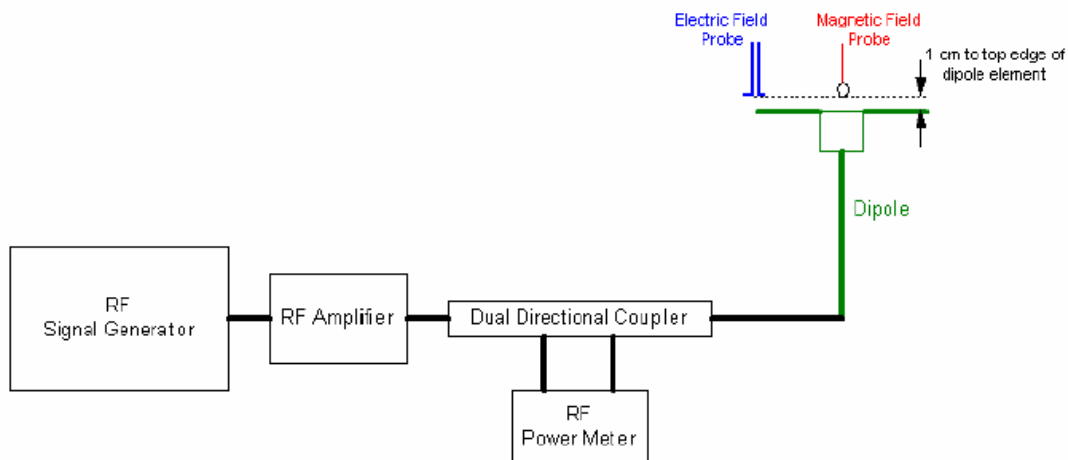 Electric Field
Probe
Magnetic Field
Probe
1 cm to top edge of
dipole element
Dipole
RF
Signal Generator
RF Amplifier
Dual Directional Coupler
RF
Power Meter